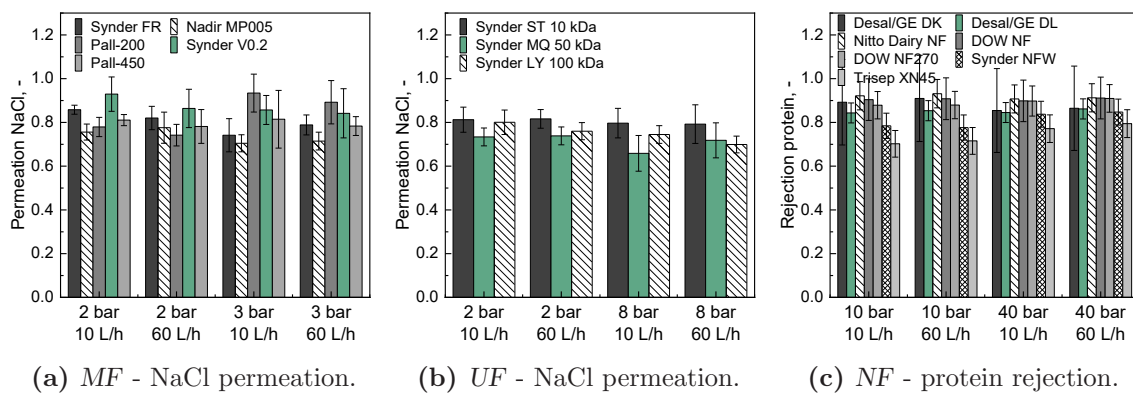 Synder FR
Nadir MP005
Pall-200
Synder V0.2
Pall-450
Permeation NaCl, -
1.2
1.0
0.8
0.6
0.4
0.2
0.0
2 bar 2 bar 3 bar 3 bar
10 L/h 60 L/h 10 L/h 60 L/h
(a) MF - NaCl permeation.
Synder ST 10 kDa
Synder MQ 50 kDa
Synder LY 100 kDa
Permeation NaCl, -
1.2
1.0
0.8
0.6
0.4
0.2
0.0
2 bar 2 bar 8 bar 8 bar
10 L/h 60 L/h 10 L/h 60 L/h
(b) UF - NaCl permeation.
Desal/GE DK
Desal/GE DL
Nitto Dairy NF
DOW NF
DOW NF270
Synder NFW
Trisep XN45
Rejection protein, -
1.2
1.0
0.8
0.6
0.4
0.2
0.0
10 bar 10 bar 40 bar 40 bar
10 L/h 60 L/h 10 L/h 60 L/h
(c) NF - protein rejection.